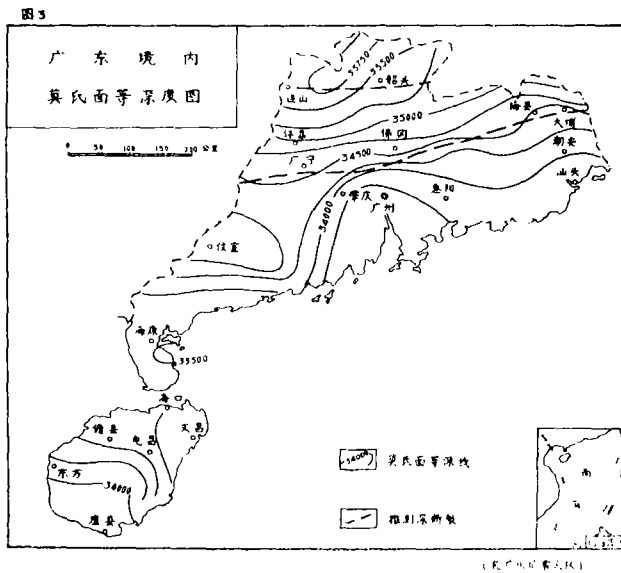 图3
广东境内
莫氏面等深度图
0 50 100 150 200 公里
35750
35500
韶关
连山
35000
梅县
大埔
怀集
佛冈
潮安
广宁
34500
汕头
肇庆
惠阳
广州
34000
信宜
海康
33500
海口
儋县
屯昌
文昌
东方
34000
崖县
34000
莫氏面等深线
推测深断裂
南